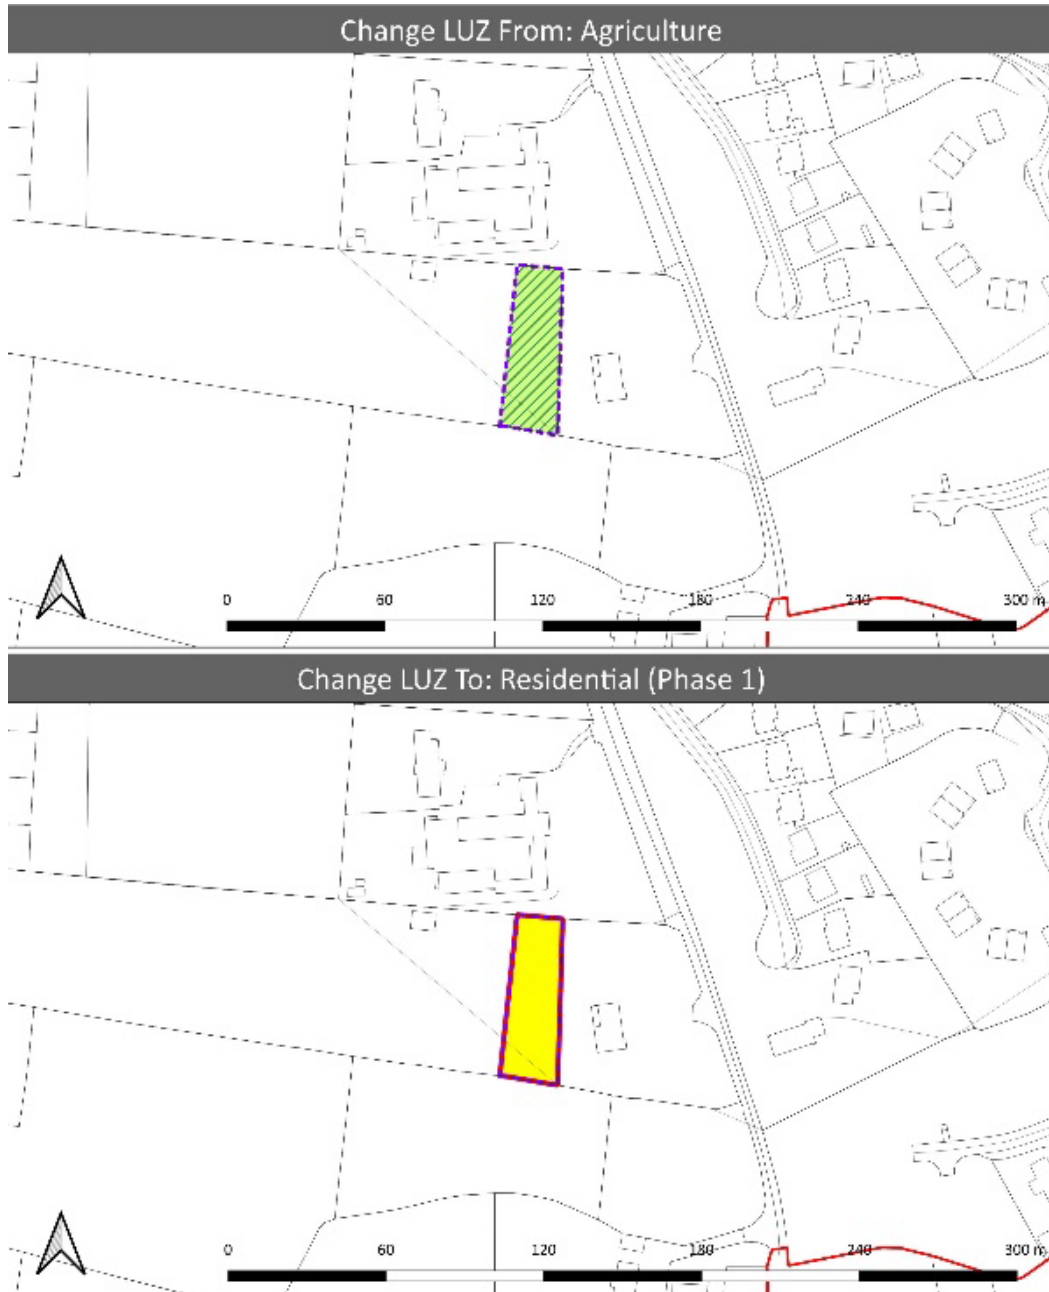 Change LUZ From: Agriculture
0 60 120 180 240 300 m
Change LUZ To: Residential (Phase 1)
0 60 120 180 240 300 m